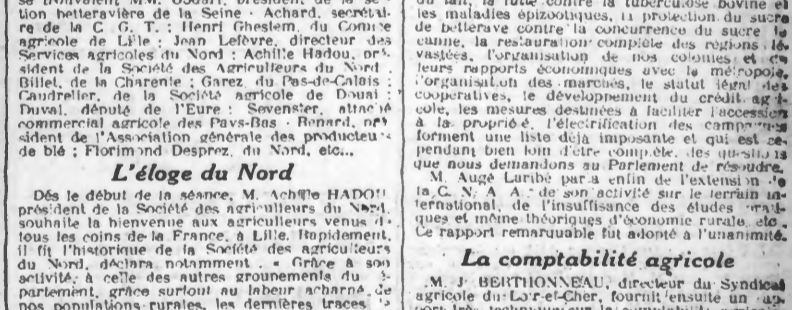 tion betteravière de la Seine · Achard, secrétai-
re de la C. G. T. ; Henri Ghestem, du Comice
agricole de Lille ; Jean Lefèvre, directeur des
Services agricoles du Nord ; Achille Hadou, pré-
sident de la Société des Agriculteurs du Nord ,
Billet, de la Charente ; Garez, du Pas-de-Calais ;
Candrelier, de la Société agricole de Douai ;
Duval, député de l'Eure ; Sevenster, attaché
commercial agricole des Pays-Bas · Benard, pré-
sident de l'Association générale des producteurs
de blé ; Florimond Desprez, du Nord, etc...
L'éloge du Nord
Dès le début de la séance, M. Achille HADOU,
président de la Société des agriculteurs du Nord,
souhaita la bienvenue aux agriculteurs venus de
tous les coins de la France, à Lille. Rapidement,
il fit l'historique de la Société des agriculteurs
du Nord, déclara notamment . « Grâce à son
activité, à celle des autres groupements du dé-
partement, grâce surtout au labeur acharné de
nos populations rurales, les dernières traces
du lait, la lutte contre la tuberculose bovine et
les maladies épizootiques, la protection du sucre
de betterave contre la concurrence du sucre de
canne, la restauration complète des régions dé-
vastées, l'organisation de nos colonies et de
leurs rapports économiques avec la métropole,
l'organisation des marchés, le statut légal des
coopératives, le développement du crédit agri-
cole, les mesures destinées à faciliter l'accession
à la propriété, l'électrification des campagnes
forment une liste déjà imposante et qui est ce-
pendant bien loin d'être complète, des questions
que nous demandons au Parlement de résoudre.
M. Augé Laribé parla enfin de l'extension de
la C. N. A. A. de son activité sur le terrain in-
ternational, de l'insuffisance des études prati-
ques et même théoriques d'économie rurale, etc.
Ce rapport remarquable fut adopté à l'unanimité.
La comptabilité agricole
M. J. BERTHONNEAU, directeur du Syndicat
agricole du Loir-et-Cher, fournit ensuite un rap-